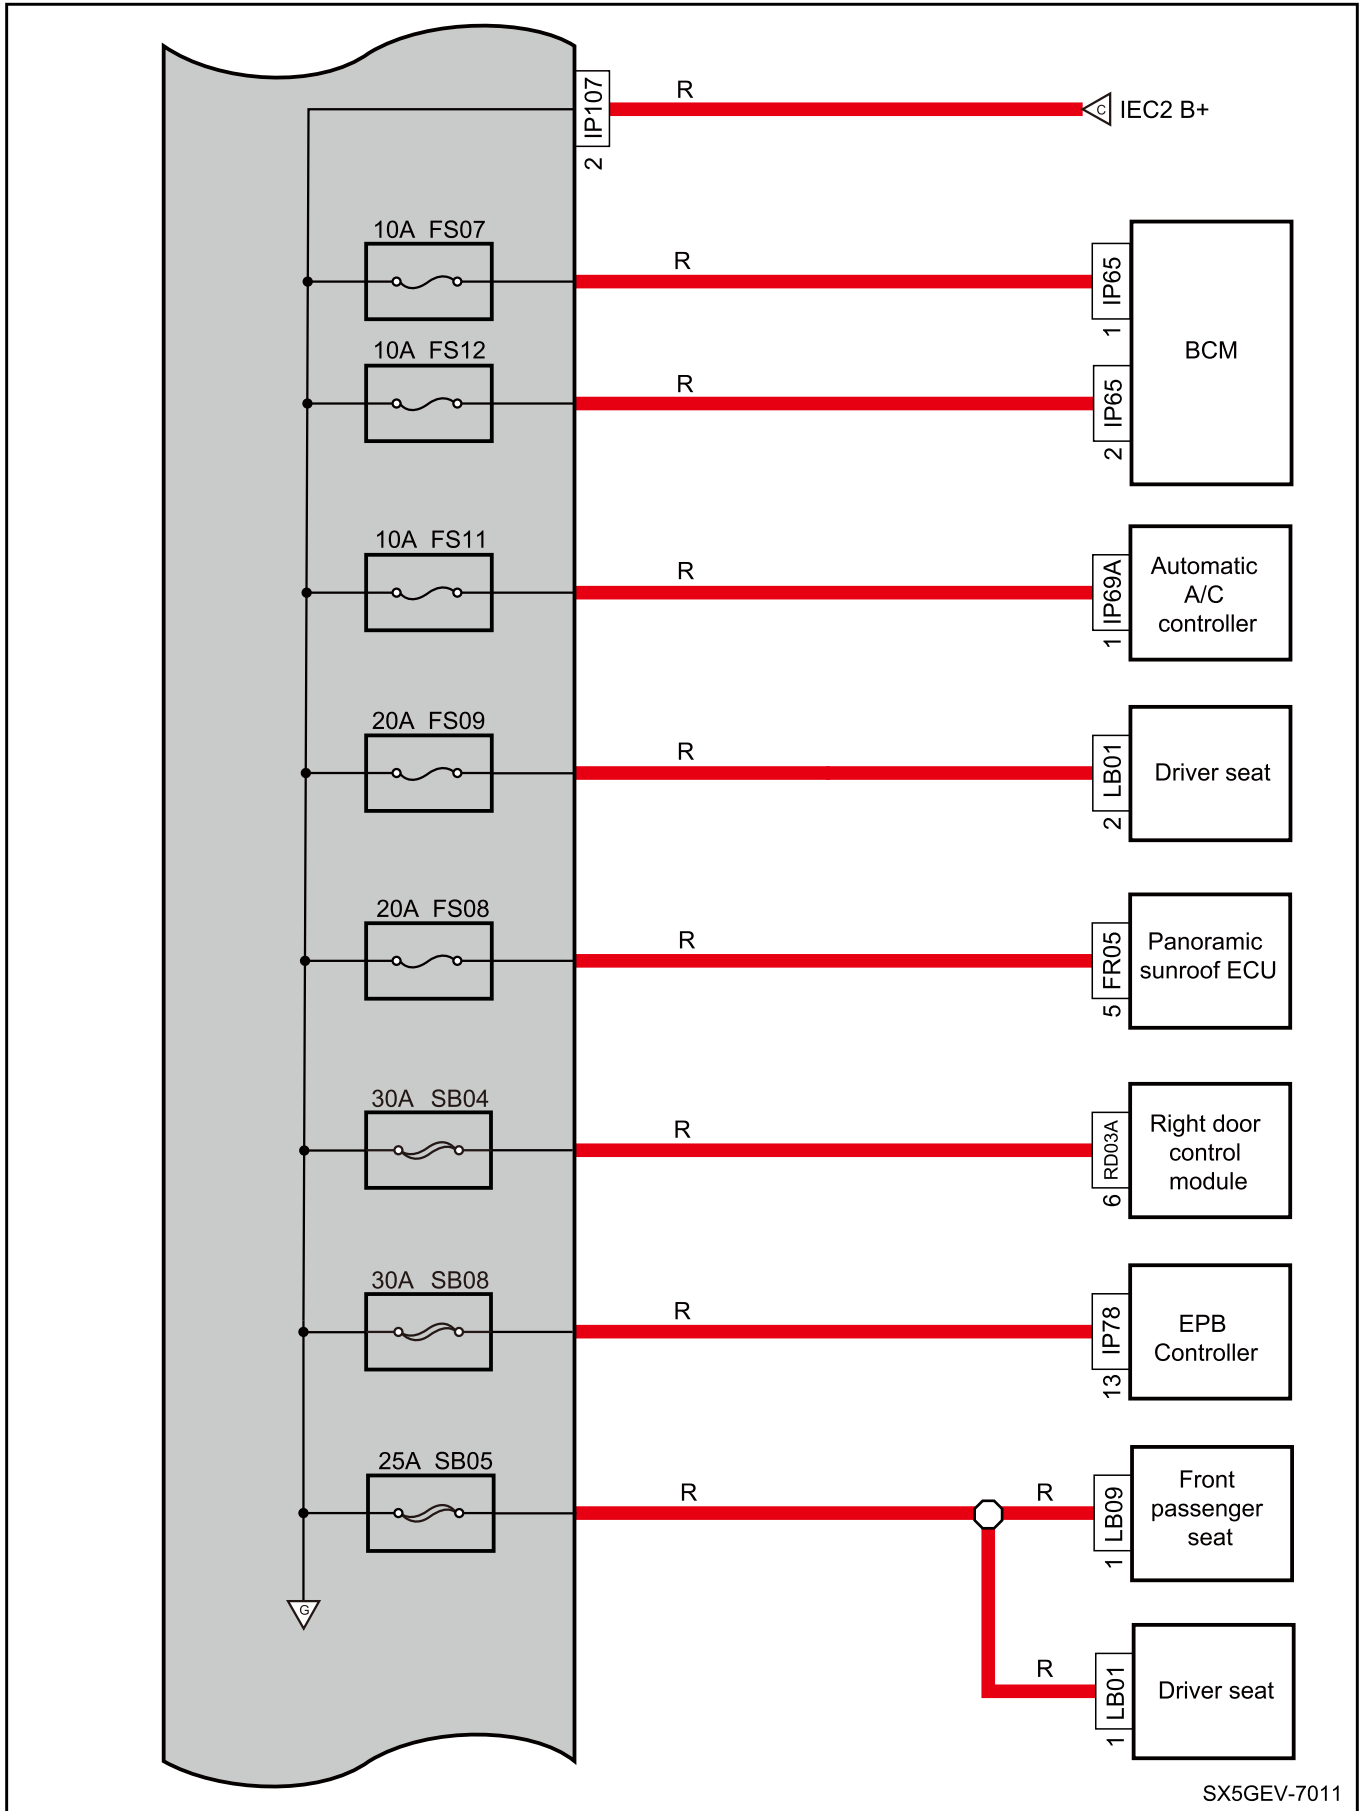 R
IP107
2
C
IEC2 B+
10A FS07
R
IP65
1
BCM
10A FS12
R
IP65
2
10A FS11
R
IP69A
1
Automatic
A/C
controller
20A FS09
R
LB01
2
Driver seat
20A FS08
R
FR05
5
Panoramic
sunroof ECU
30A SB04
R
RD03A
6
Right door
control
module
30A SB08
R
IP78
13
EPB
Controller
25A SB05
R
R
LB09
1
Front
passenger
seat
G
R
LB01
1
Driver seat
SX5GEV-7011